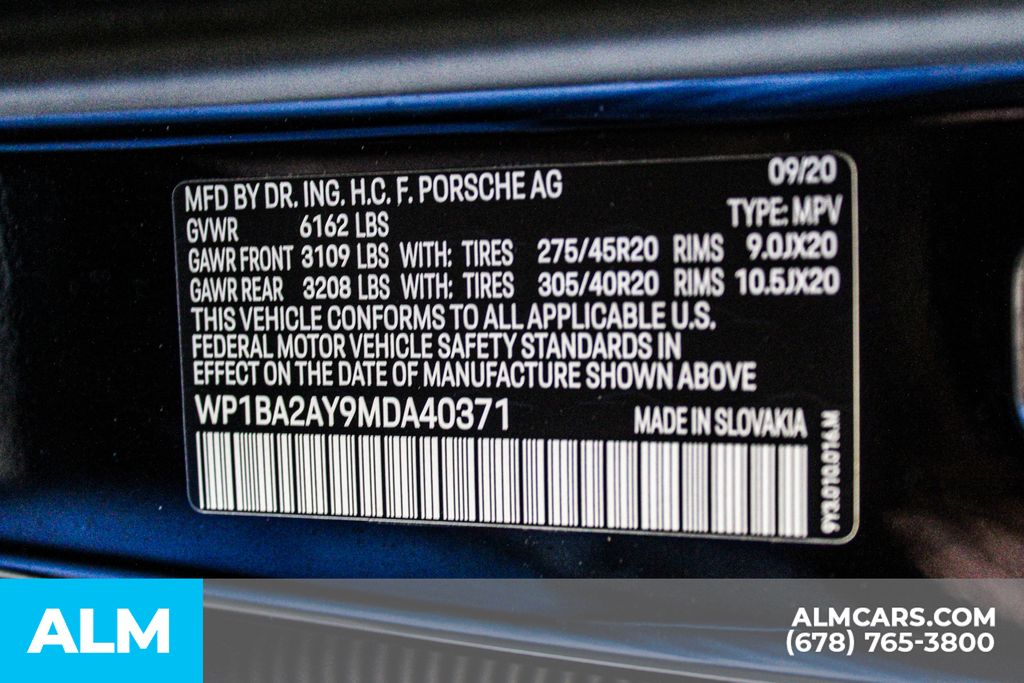 MFD BY DR. ING. H.C. F. PORSCHE AG 09/20
GVWR 6162 LBS TYPE: MPV
GAWR FRONT 3109 LBS WITH: TIRES 275/45R20 RIMS 9.0JX20
GAWR REAR 3208 LBS WITH: TIRES 305/40R20 RIMS 10.5JX20
THIS VEHICLE CONFORMS TO ALL APPLICABLE U.S.
FEDERAL MOTOR VEHICLE SAFETY STANDARDS IN
EFFECT ON THE DATE OF MANUFACTURE SHOWN ABOVE
WP1BA2AY9MDA40371 MADE IN SLOVAKIA
9Y3.010.016.M
ALM
ALMCARS.COM
(678) 765-3800